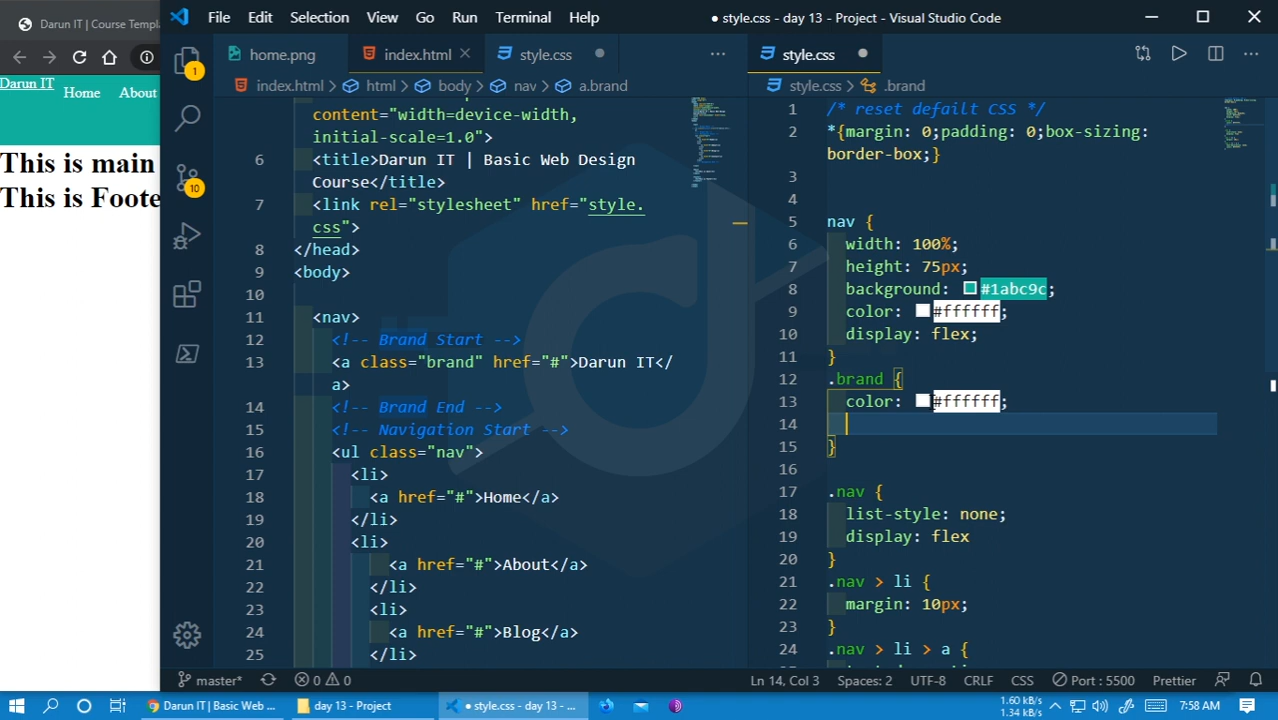 Darun IT | Course Templa
Darun IT
Home
About
This is main
This is Foote
File Edit Selection View Go Run Terminal Help
● style.css - day 13 - Project - Visual Studio Code
1
10
home.png
index.html
style.css
index.html > html > body > nav > a.brand
content="width=device-width,
initial-scale=1.0">
6 <title>Darun IT | Basic Web Design
Course</title>
7 <link rel="stylesheet" href="style.
css">
8 </head>
9 <body>
10
11 <nav>
12 <!-- Brand Start -->
13 <a class="brand" href="#">Darun IT</
a>
14 <!-- Brand End -->
15 <!-- Navigation Start -->
16 <ul class="nav">
17 <li>
18 <a href="#">Home</a>
19 </li>
20 <li>
21 <a href="#">About</a>
22 </li>
23 <li>
24 <a href="#">Blog</a>
25 </li>
style.css
style.css > .brand
1 /* reset defailt CSS */
2 *{margin: 0;padding: 0;box-sizing:
border-box;}
3
4
5 nav {
6 width: 100%;
7 height: 75px;
8 background: #1abc9c;
9 color: #ffffff;
10 display: flex;
11 }
12 .brand {
13 color: #ffffff;
14
15 }
16
17 .nav {
18 list-style: none;
19 display: flex
20 }
21 .nav > li {
22 margin: 10px;
23 }
24 .nav > li > a {
master*
0 0
Ln 14, Col 3
Spaces: 2
UTF-8
CRLF
CSS
Port : 5500
Prettier
Darun IT | Basic Web ...
day 13 - Project
● style.css - day 13 - ...
1.60 kB/s
1.34 kB/s
7:58 AM